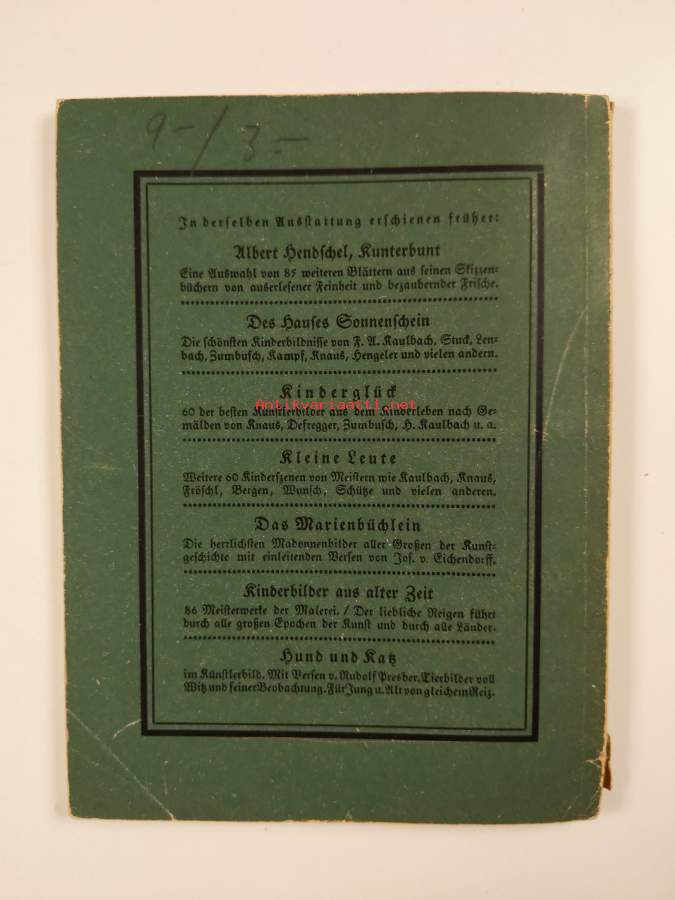 9-/3.-
In derselben Ausstattung erschienen früher:
Albert Hendschel, Kunterbunt
Eine Auswahl von 85 weiteren Blättern aus seinen Skizzen-
büchern von auserlesener Feinheit und bezaubernder Frische.
Des Hauses Sonnenschein
Die schönsten Kinderbildnisse von F. A. Kaulbach, Stuck, Len-
bach, Zumbusch, Kampf, Knaus, Hengeler und vielen andern.
Kinderglück
Antikvariaatti.net
60 der besten Künstlerbilder aus dem Kinderleben nach Ge-
mälden von Knaus, Defregger, Zumbusch, H. Kaulbach u. a.
Kleine Leute
Weitere 60 Kinderszenen von Meistern wie Kaulbach, Knaus,
Fröschl, Bergen, Wunsch, Schütze und vielen anderen.
Das Marienbüchlein
Die herrlichsten Madonnenbilder aller Großen der Kunst-
geschichte mit einleitenden Versen von Jos. v. Eichendorff.
Kinderbilder aus alter Zeit
86 Meisterwerke der Malerei. / Der liebliche Reigen führt
durch alle großen Epochen der Kunst und durch alle Länder.
Hund und Katz
im Künstlerbild. Mit Versen v. Rudolf Presber. Tierbilder voll
Witz und feiner Beobachtung. Für Jung u. Alt von gleichem Reiz.